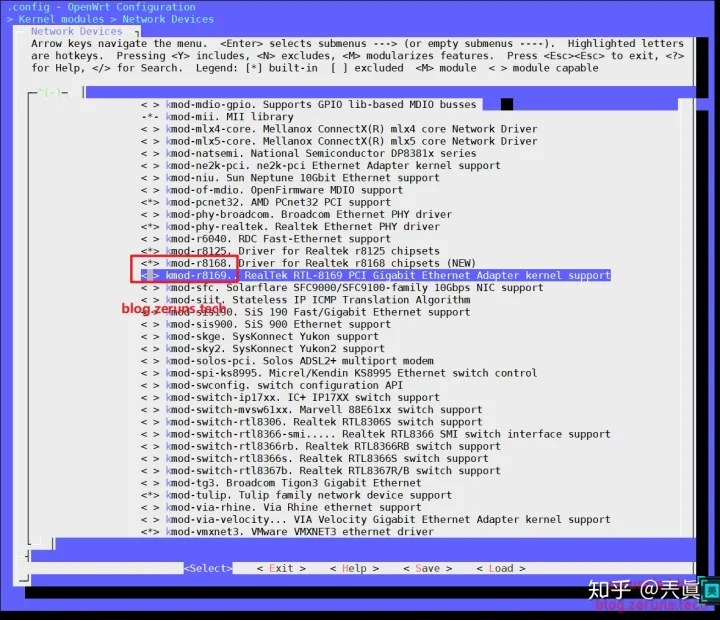 .config - OpenWrt Configuration
> Kernel modules > Network Devices
Network Devices
Arrow keys navigate the menu. <Enter> selects submenus ---> (or empty submenus ----). Highlighted letters
are hotkeys. Pressing <Y> includes, <N> excludes, <M> modularizes features. Press <Esc><Esc> to exit, <?>
for Help, </> for Search. Legend: [*] built-in [ ] excluded <M> module < > module capable
^(-)
< > kmod-mdio-gpio. Supports GPIO lib-based MDIO busses
-*- kmod-mii. MII library
< > kmod-mlx4-core. Mellanox ConnectX(R) mlx4 core Network Driver
< > kmod-mlx5-core. Mellanox ConnectX(R) mlx5 core Network Driver
< > kmod-natsemi. National Semiconductor DP8381x series
< > kmod-ne2k-pci. ne2k-pci Ethernet Adapter kernel support
< > kmod-niu. Sun Neptune 10Gbit Ethernet support
< > kmod-of-mdio. OpenFirmware MDIO support
<*> kmod-pcnet32. AMD PCnet32 PCI support
< > kmod-phy-broadcom. Broadcom Ethernet PHY driver
<*> kmod-phy-realtek. Realtek Ethernet PHY driver
< > kmod-r6040. RDC Fast-Ethernet support
<*> kmod-r8125. Driver for Realtek r8125 chipsets
<*> kmod-r8168. Driver for Realtek r8168 chipsets (NEW)
< > kmod-r8169.. RealTek RTL-8169 PCI Gigabit Ethernet Adapter kernel support
< > kmod-sfc. Solarflare SFC9000/SFC9100-family 10Gbps NIC support
< > kmod-siit. Stateless IP ICMP Translation Algorithm
blog.zeruns.tech
< > kmod-sis190. SiS 190 Fast/Gigabit Ethernet support
< > kmod-sis900. SiS 900 Ethernet support
< > kmod-skge. SysKonnect Yukon support
< > kmod-sky2. SysKonnect Yukon2 support
< > kmod-solos-pci. Solos ADSL2+ multiport modem
< > kmod-spi-ks8995. Micrel/Kendin KS8995 Ethernet switch control
< > kmod-swconfig. switch configuration API
< > kmod-switch-ip17xx. IC+ IP17XX switch support
< > kmod-switch-mvsw61xx. Marvell 88E61xx switch support
< > kmod-switch-rtl8306. Realtek RTL8306S switch support
< > kmod-switch-rtl8366-smi..... Realtek RTL8366 SMI switch interface support
< > kmod-switch-rtl8366rb. Realtek RTL8366RB switch support
< > kmod-switch-rtl8366s. Realtek RTL8366S switch support
< > kmod-switch-rtl8367b. Realtek RTL8367R/B switch support
< > kmod-tg3. Broadcom Tigon3 Gigabit Ethernet
<*> kmod-tulip. Tulip family network device support
< > kmod-via-rhine. Via Rhine ethernet support
< > kmod-via-velocity... VIA Velocity Gigabit Ethernet Adapter kernel support
<*> kmod-vmxnet3. VMware VMXNET3 ethernet driver
<Select> < Exit > < Help > < Save > < Load >
知乎 @天真
英
blog.zeruns.tech